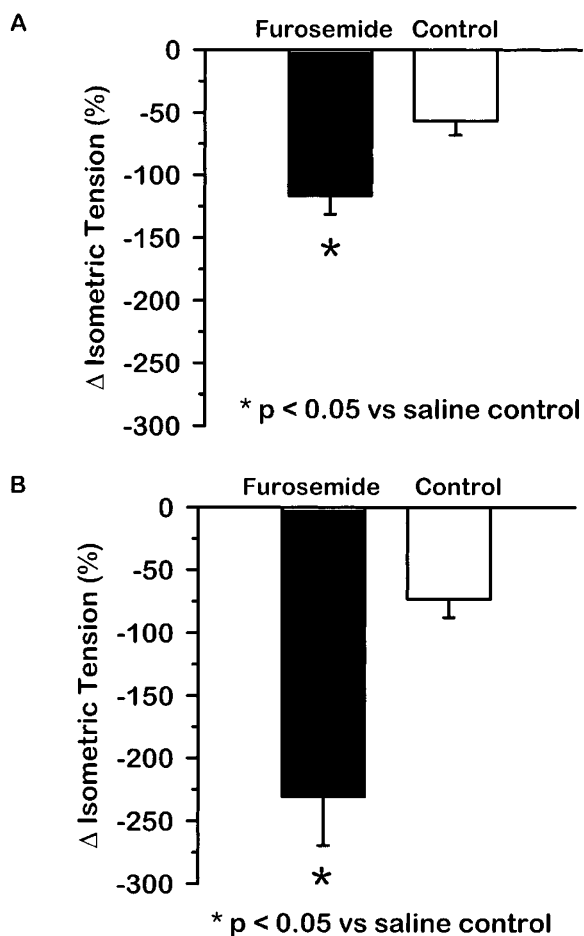 A
Furosemide Control
0
-50
-100
-150
-200
-250
-300
Δ Isometric Tension (%)
*
* p < 0.05 vs saline control
B
Furosemide Control
0
-50
-100
-150
-200
-250
-300
Δ Isometric Tension (%)
*
* p < 0.05 vs saline control